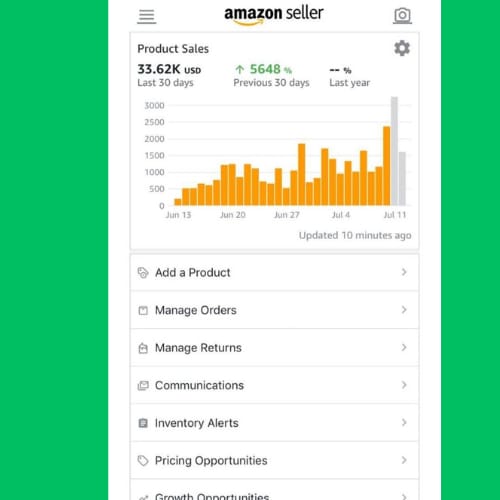 amazon seller
Product Sales
33.62K USD ↑ 5648 % -- %
Last 30 days Previous 30 days Last year
3000
2500
2000
1500
1000
500
0
Jun 13 Jun 20 Jun 27 Jul 4 Jul 11
Updated 10 minutes ago
Add a Product
Manage Orders
Manage Returns
Communications
Inventory Alerts
Pricing Opportunities
Growth Opportunities